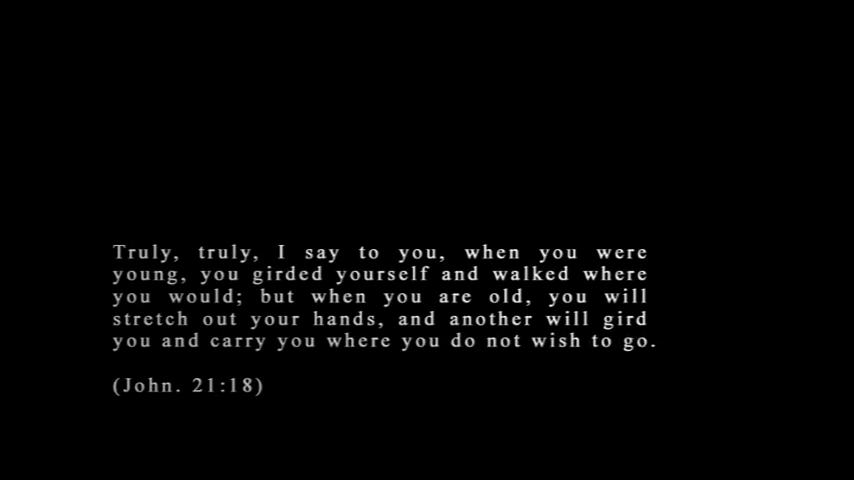 Truly, truly, I say to you, when you were
young, you girded yourself and walked where
you would; but when you are old, you will
stretch out your hands, and another will gird
you and carry you where you do not wish to go.
(John. 21:18)